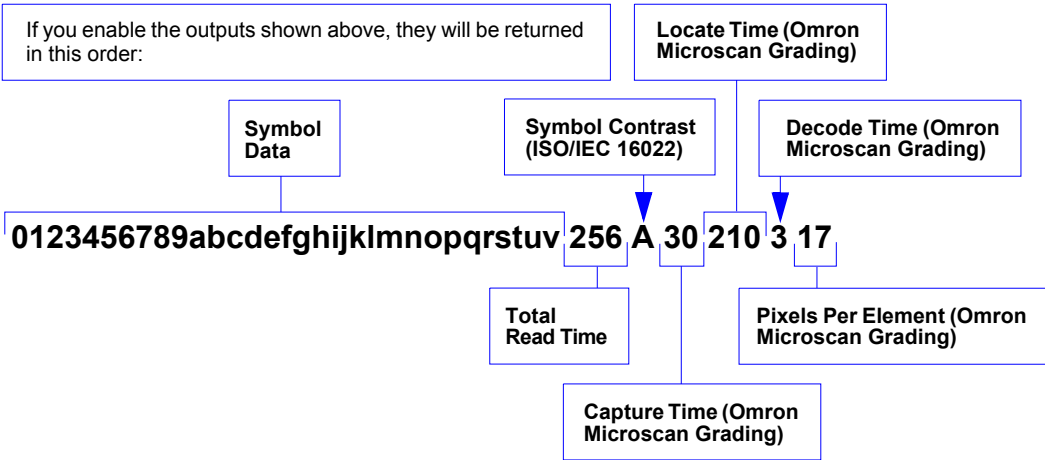 If you enable the outputs shown above, they will be returned
in this order:
Locate Time (Omron
Microscan Grading)
Symbol
Data
Symbol Contrast
(ISO/IEC 16022)
Decode Time (Omron
Microscan Grading)
0123456789abcdefghijklmnopqrstuv 256 A 30 210 3 17
Total
Read Time
Pixels Per Element (Omron
Microscan Grading)
Capture Time (Omron
Microscan Grading)